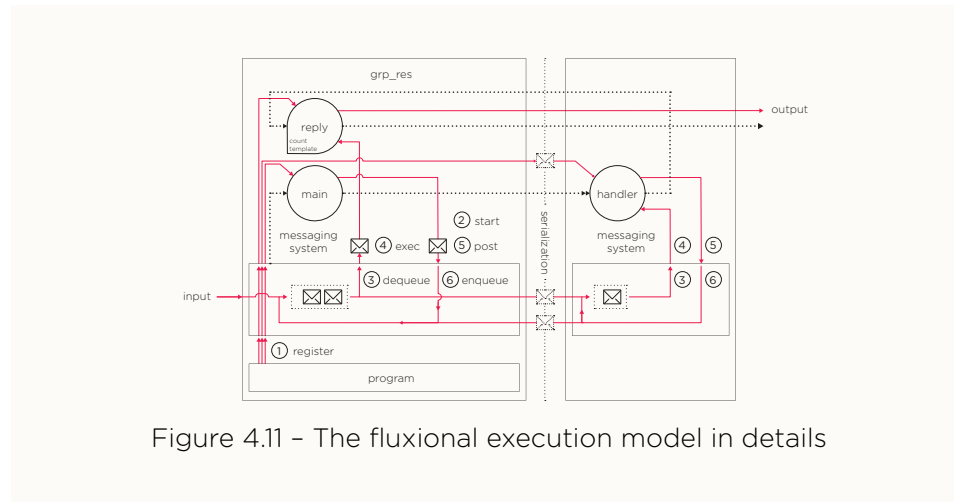 grp_res
output
reply
count
template
main
handler
serialization
② start
messaging
system
④ exec
⑤ post
messaging
system
④
⑤
③ dequeue
⑥ enqueue
③
⑥
input
① register
program
Figure 4.11 – The fluxional execution model in details